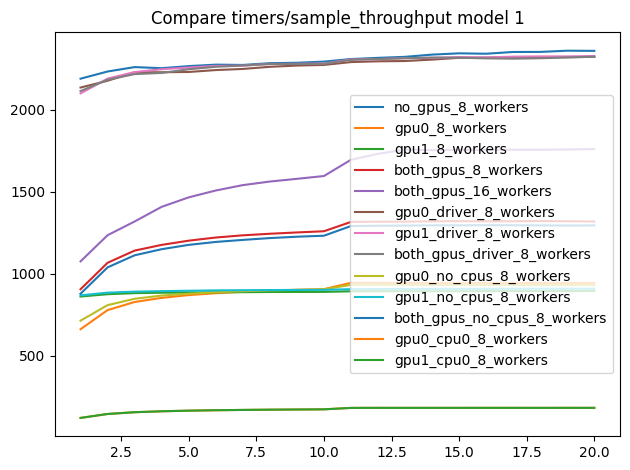 Compare timers/sample_throughput model 1
2000
1500
1000
500
no_gpus_8_workers
gpu0_8_workers
gpu1_8_workers
both_gpus_8_workers
both_gpus_16_workers
gpu0_driver_8_workers
gpu1_driver_8_workers
both_gpus_driver_8_workers
gpu0_no_cpus_8_workers
gpu1_no_cpus_8_workers
both_gpus_no_cpus_8_workers
gpu0_cpu0_8_workers
gpu1_cpu0_8_workers
2.5 5.0 7.5 10.0 12.5 15.0 17.5 20.0